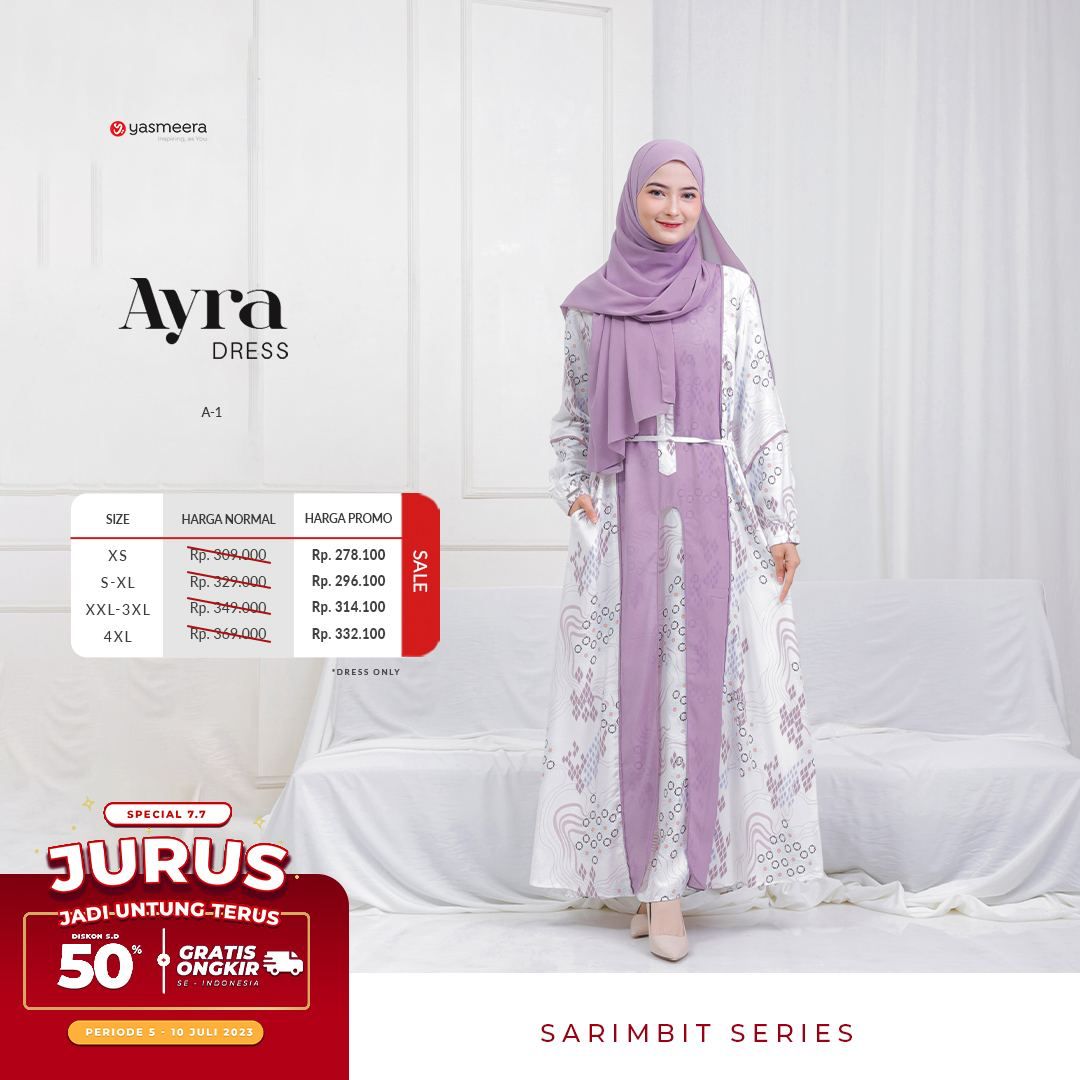 yasmeera
Inspiring, as You
Ayra
DRESS
A-1
SIZE HARGA NORMAL HARGA PROMO
XS Rp. 309.000 Rp. 278.100
S-XL Rp. 329.000 Rp. 296.100
XXL-3XL Rp. 349.000 Rp. 314.100
4XL Rp. 369.000 Rp. 332.100
SALE
*DRESS ONLY
SPECIAL 7.7
JURUS
JADI UNTUNG TERUS
DISKON S.D
50%
GRATIS
ONGKIR
SE - INDONESIA
PERIODE 5 - 10 JULI 2023
SARIMBIT SERIES